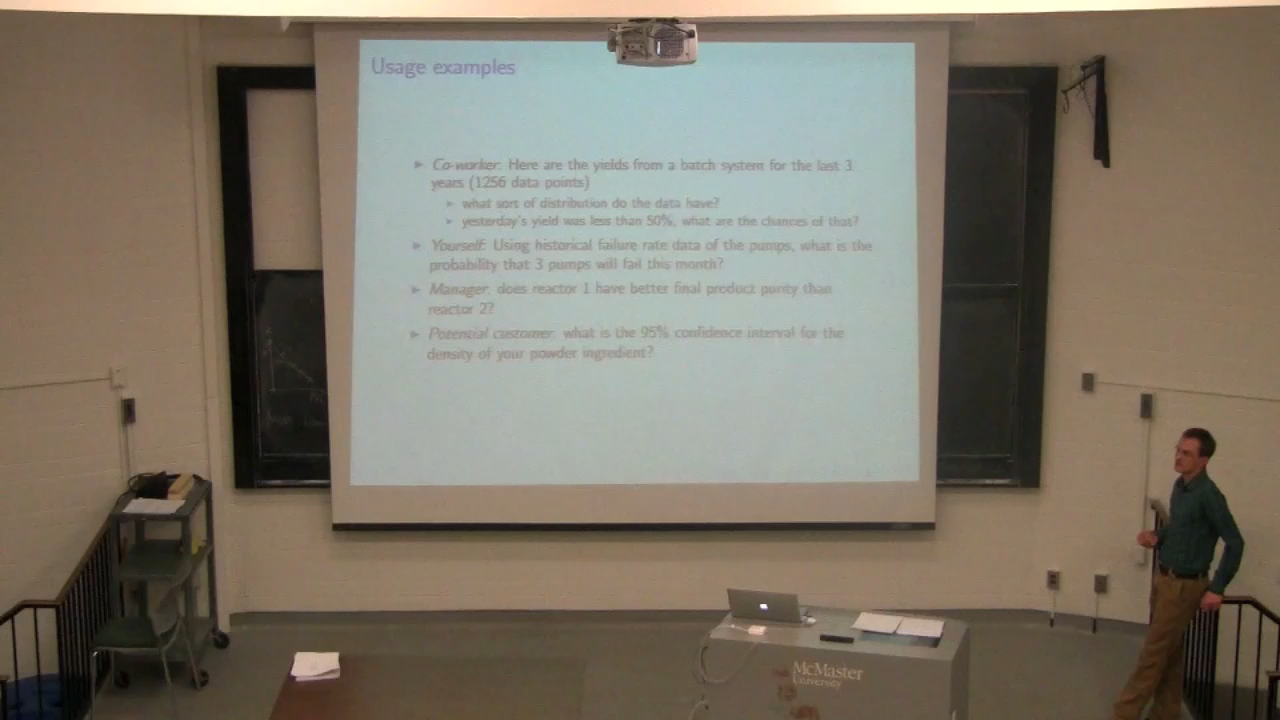 Usage examples
Co-worker: Here are the yields from a batch system for the last 3
years (1256 data points)
what sort of distribution do the data have?
yesterday's yield was less than 50%, what are the chances of that?
Yourself: Using historical failure rate data of the pumps, what is the
probability that 3 pumps will fail this month?
Manager: does reactor 1 have better final product purity than
reactor 2?
Potential customer: what is the 95% confidence interval for the
density of your powder ingredient?
McMaster
University